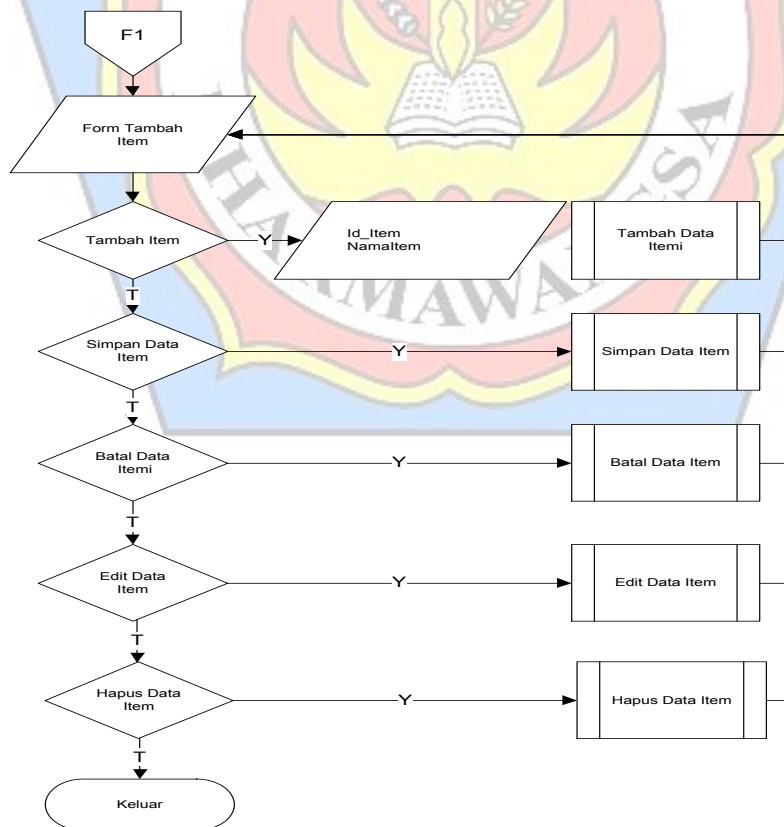 F1
Form Tambah
Item
Tambah Item
Y
Id_Item
NamaItem
Tambah Data
Itemi
T
Simpan Data
Item
Y
Simpan Data Item
T
Batal Data
Itemi
Y
Batal Data Item
T
Edit Data
Item
Y
Edit Data Item
T
Hapus Data
Item
Y
Hapus Data Item
T
Keluar